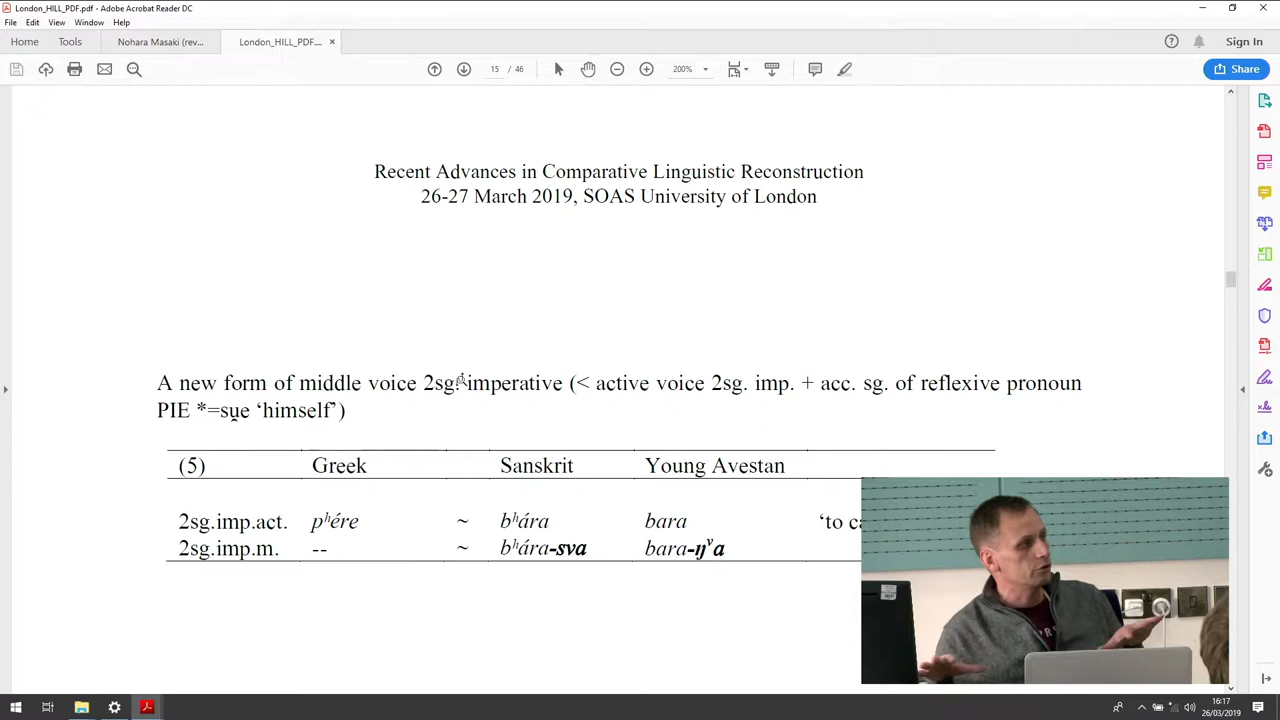 London_HILL_PDF.pdf - Adobe Acrobat Reader DC
File Edit View Window Help
Home Tools Nohara Masaki (rev... London_HILL_PDF.... × Sign In
15 / 46 200% Share
Recent Advances in Comparative Linguistic Reconstruction
26-27 March 2019, SOAS University of London
A new form of middle voice 2sg. imperative (< active voice 2sg. imp. + acc. sg. of reflexive pronoun
PIE *=su̯e ‘himself’)
(5) Greek Sanskrit Young Avestan
2sg.imp.act. pʰére ~ bʰára bara ‘to ca
2sg.imp.m. -- ~ bʰára-sva bara-ŋᵛa
16:17
26/03/2019